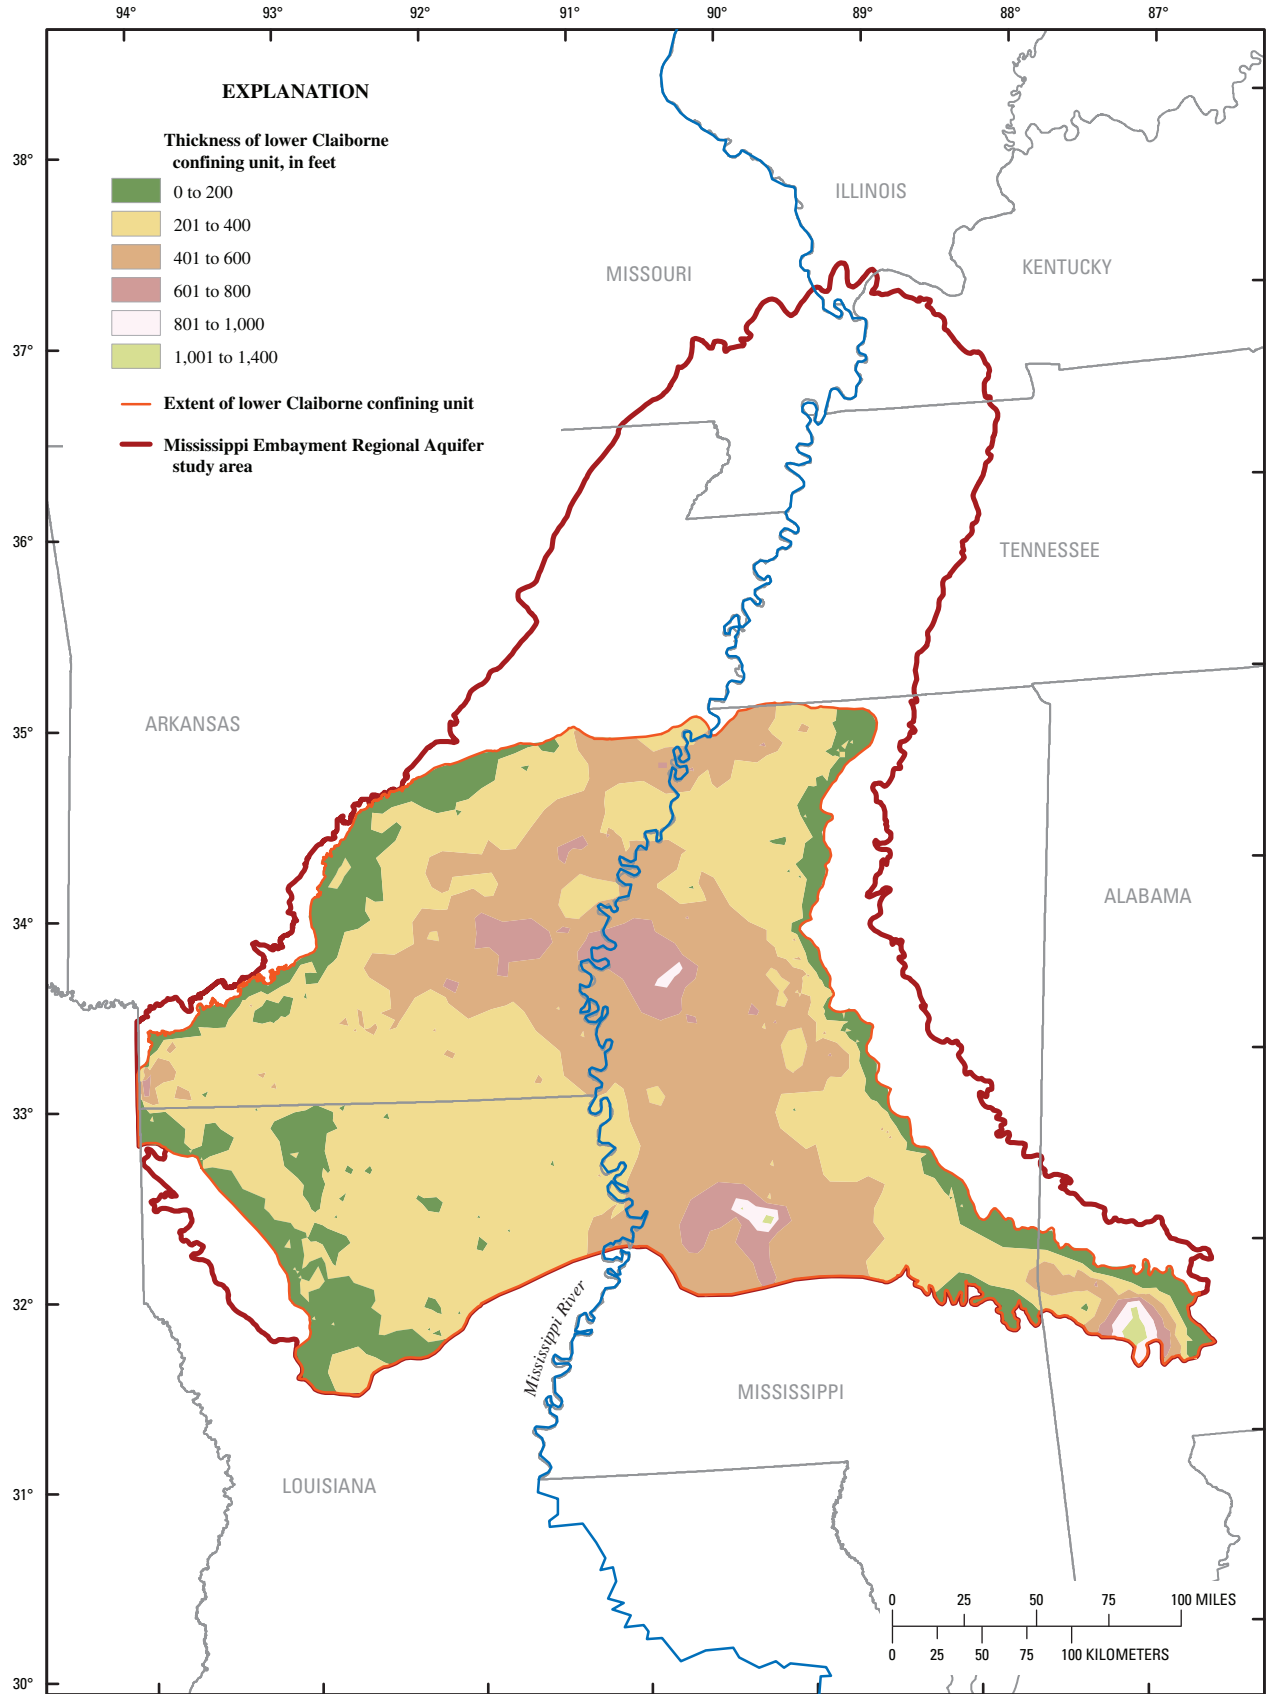 94° 93° 92° 91° 90° 89° 88° 87°
EXPLANATION
Thickness of lower Claiborne
confining unit, in feet
0 to 200
201 to 400
401 to 600
601 to 800
801 to 1,000
1,001 to 1,400
Extent of lower Claiborne confining unit
Mississippi Embayment Regional Aquifer
study area
38°
37°
36°
35°
34°
33°
32°
31°
30°
ILLINOIS
MISSOURI
KENTUCKY
TENNESSEE
ARKANSAS
ALABAMA
Mississippi River
MISSISSIPPI
LOUISIANA
0 25 50 75 100 MILES
0 25 50 75 100 KILOMETERS